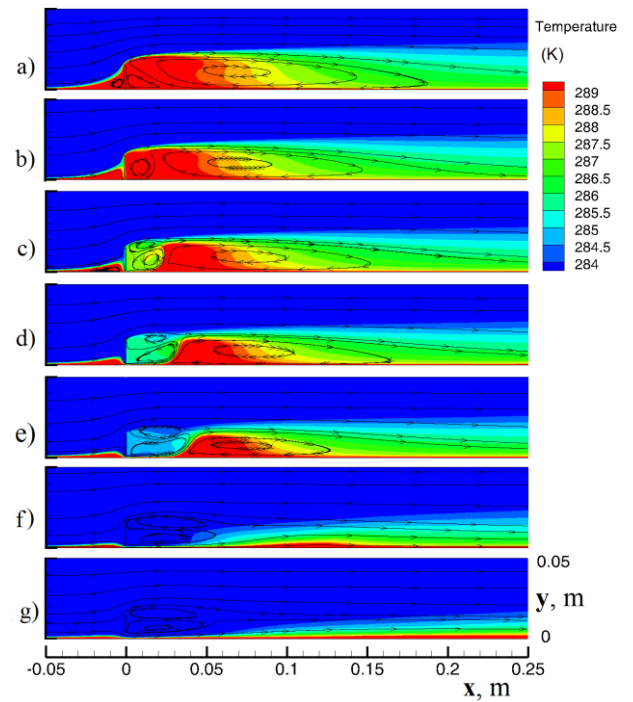 Temperature
(K)
289
288.5
288
287.5
287
286.5
286
285.5
285
284.5
284
a)
b)
c)
d)
e)
f)
g)
0.05
y, m
0
-0.05 0 0.05 0.1 0.15 0.2 0.25
x, m